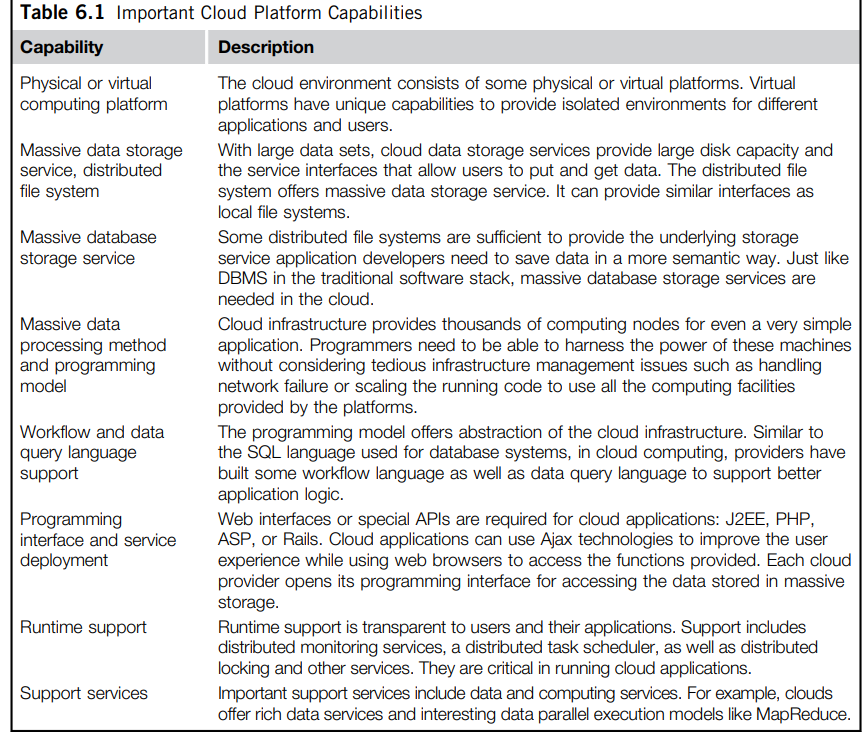 Table 6.1 Important Cloud Platform Capabilities
Capability
Description
Physical or virtual
computing platform
The cloud environment consists of some physical or virtual platforms. Virtual
platforms have unique capabilities to provide isolated environments for different
applications and users.
Massive data storage
service, distributed
file system
With large data sets, cloud data storage services provide large disk capacity and
the service interfaces that allow users to put and get data. The distributed file
system offers massive data storage service. It can provide similar interfaces as
local file systems.
Massive database
storage service
Some distributed file systems are sufficient to provide the underlying storage
service application developers need to save data in a more semantic way. Just like
DBMS in the traditional software stack, massive database storage services are
needed in the cloud.
Massive data
processing method
and programming
model
Cloud infrastructure provides thousands of computing nodes for even a very simple
application. Programmers need to be able to harness the power of these machines
without considering tedious infrastructure management issues such as handling
network failure or scaling the running code to use all the computing facilities
provided by the platforms.
Workflow and data
query language
support
The programming model offers abstraction of the cloud infrastructure. Similar to
the SQL language used for database systems, in cloud computing, providers have
built some workflow language as well as data query language to support better
application logic.
Programming
interface and service
deployment
Web interfaces or special APIs are required for cloud applications: J2EE, PHP,
ASP, or Rails. Cloud applications can use Ajax technologies to improve the user
experience while using web browsers to access the functions provided. Each cloud
provider opens its programming interface for accessing the data stored in massive
storage.
Runtime support
Runtime support is transparent to users and their applications. Support includes
distributed monitoring services, a distributed task scheduler, as well as distributed
locking and other services. They are critical in running cloud applications.
Support services
Important support services include data and computing services. For example, clouds
offer rich data services and interesting data parallel execution models like MapReduce.